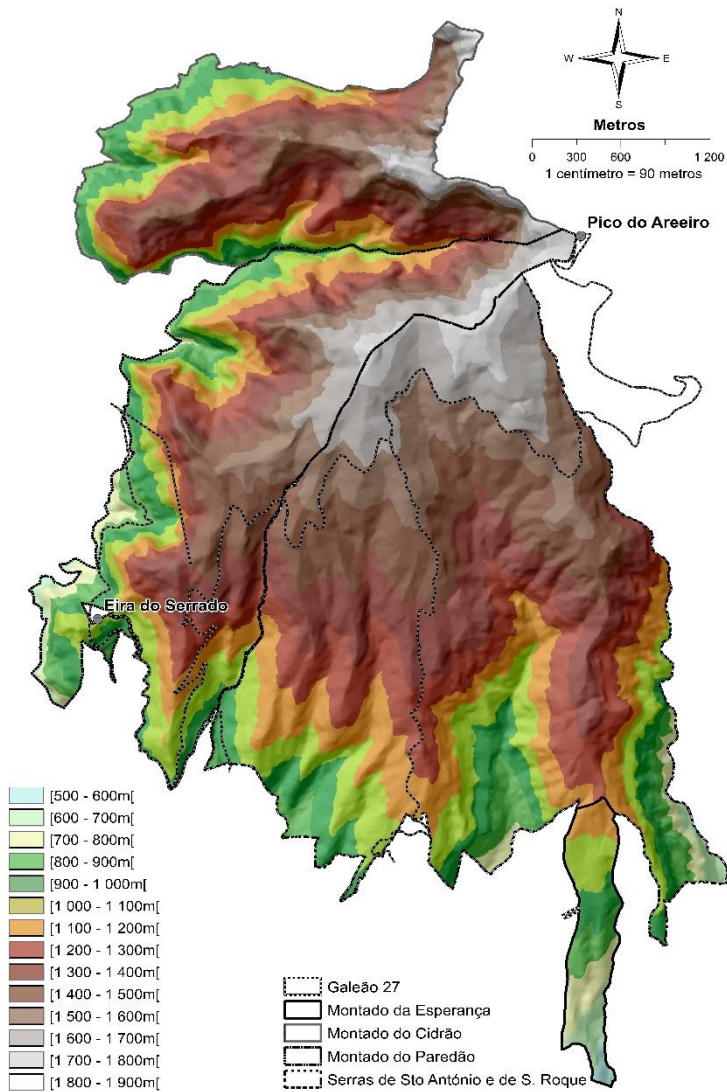 N
W E
S
Metros
0 300 600 1 200
1 centímetro = 90 metros
Pico do Areeiro
Eira do Serrado
[500 - 600m[
[600 - 700m[
[700 - 800m[
[800 - 900m[
[900 - 1 000m[
[1 000 - 1 100m[
[1 100 - 1 200m[
[1 200 - 1 300m[
[1 300 - 1 400m[
[1 400 - 1 500m[
[1 500 - 1 600m[
[1 600 - 1 700m[
[1 700 - 1 800m[
[1 800 - 1 900m[
Galeão 27
Montado da Esperança
Montado do Cidrão
Montado do Paredão
Serras de Sto António e de S. Roque